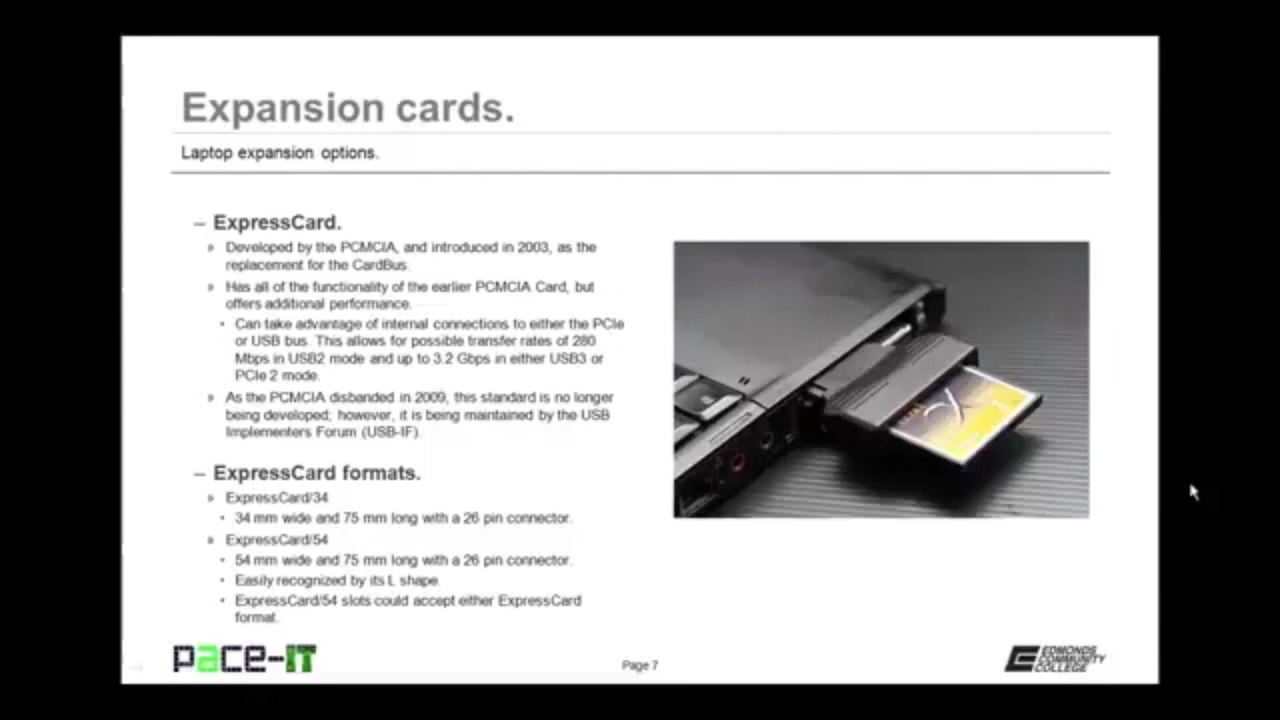 Expansion cards.
Laptop expansion options.
– ExpressCard.
» Developed by the PCMCIA, and introduced in 2003, as the
replacement for the CardBus.
» Has all of the functionality of the earlier PCMCIA Card, but
offers additional performance.
• Can take advantage of internal connections to either the PCIe
or USB bus. This allows for possible transfer rates of 280
Mbps in USB2 mode and up to 3.2 Gbps in either USB3 or
PCIe 2 mode.
» As the PCMCIA disbanded in 2009, this standard is no longer
being developed; however, it is being maintained by the USB
Implementers Forum (USB-IF).
– ExpressCard formats.
» ExpressCard/34
• 34 mm wide and 75 mm long with a 26 pin connector.
» ExpressCard/54
• 54 mm wide and 75 mm long with a 26 pin connector.
• Easily recognized by its L shape.
• ExpressCard/54 slots could accept either ExpressCard
format.
pace-IT
Page 7
EDMONDS
COMMUNITY
COLLEGE